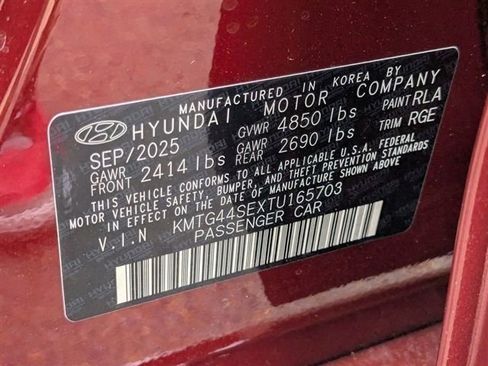 MANUFACTURED IN KOREA BY
HYUNDAI MOTOR COMPANY
SEP/2025 GVWR 4850 lbs PAINT RLA
GAWR FRONT 2414 lbs GAWR REAR 2690 lbs TRIM RGE
THIS VEHICLE CONFORMS TO ALL APPLICABLE U.S.A. FEDERAL
MOTOR VEHICLE SAFETY, BUMPER, AND THEFT PREVENTION STANDARDS
IN EFFECT ON THE DATE OF MANUFACTURE SHOWN ABOVE.
V.I.N KMTG44SEXTU165703
PASSENGER CAR